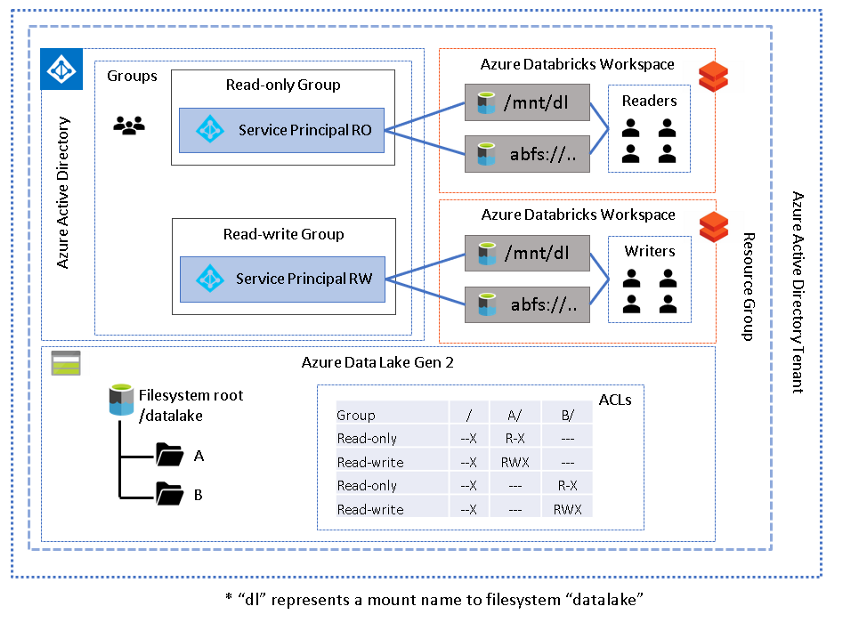 Groups
Read-only Group
Service Principal RO
Azure Active Directory
Read-write Group
Service Principal RW
Azure Databricks Workspace
/mnt/dl
abfs://..
Readers
Azure Databricks Workspace
/mnt/dl
abfs://..
Writers
Resource Group
Azure Active Directory Tenant
Azure Data Lake Gen 2
Filesystem root
/datalake
A
B
ACLs
Group / A/ B/
Read-only --X R-X ---
Read-write --X RWX ---
Read-only --X --- R-X
Read-write --X --- RWX
* “dl” represents a mount name to filesystem “datalake”